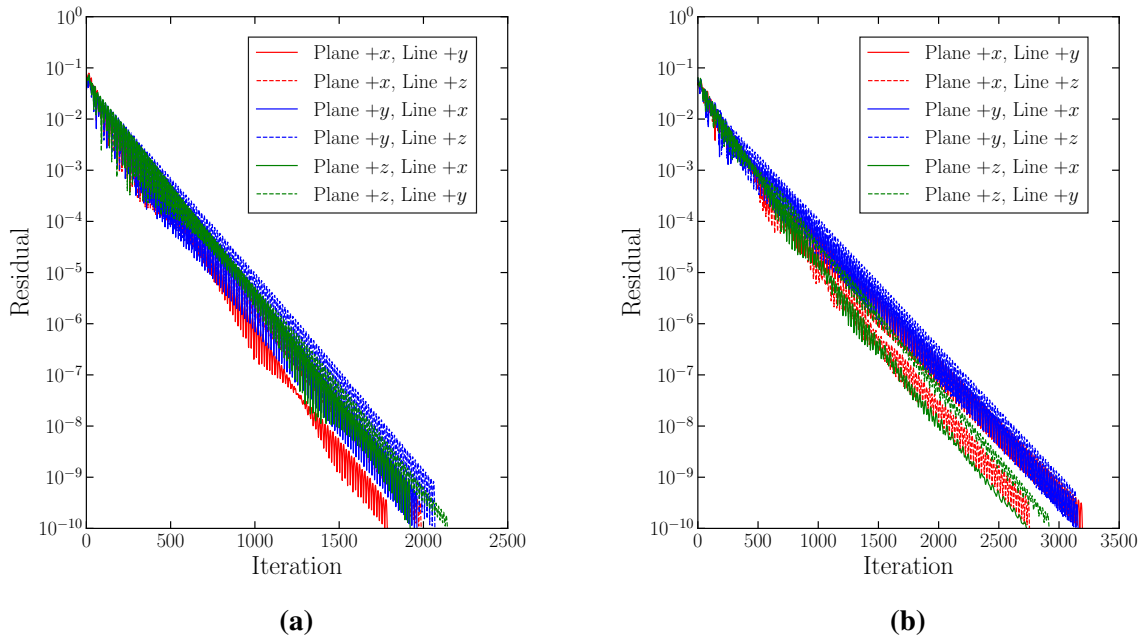 10^0
10^-1
10^-2
10^-3
10^-4
10^-5
10^-6
10^-7
10^-8
10^-9
10^-10
Residual
0 500 1000 1500 2000 2500
Iteration
Plane +x, Line +y
Plane +x, Line +z
Plane +y, Line +x
Plane +y, Line +z
Plane +z, Line +x
Plane +z, Line +y
(a)
10^0
10^-1
10^-2
10^-3
10^-4
10^-5
10^-6
10^-7
10^-8
10^-9
10^-10
Residual
0 500 1000 1500 2000 2500 3000 3500
Iteration
Plane +x, Line +y
Plane +x, Line +z
Plane +y, Line +x
Plane +y, Line +z
Plane +z, Line +x
Plane +z, Line +y
(b)